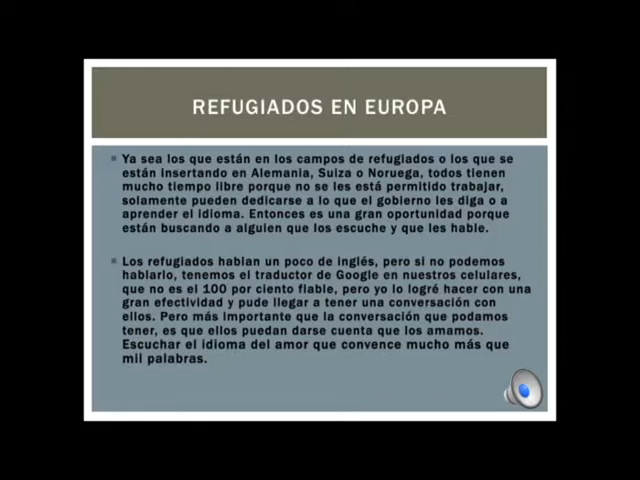 REFUGIADOS EN EUROPA
Ya sea los que están en los campos de refugiados o los que se
están insertando en Alemania, Suiza o Noruega, todos tienen
mucho tiempo libre porque no se les está permitido trabajar,
solamente pueden dedicarse a lo que el gobierno les diga o a
aprender el idioma. Entonces es una gran oportunidad porque
están buscando a alguien que los escuche y que les hable.
Los refugiados hablan un poco de inglés, pero si no podemos
hablarlo, tenemos el traductor de Google en nuestros celulares,
que no es el 100 por ciento fiable, pero yo lo logré hacer con una
gran efectividad y pude llegar a tener una conversación con
ellos. Pero más importante que la conversación que podamos
tener, es que ellos puedan darse cuenta que los amamos.
Escuchar el idioma del amor que convence mucho más que
mil palabras.